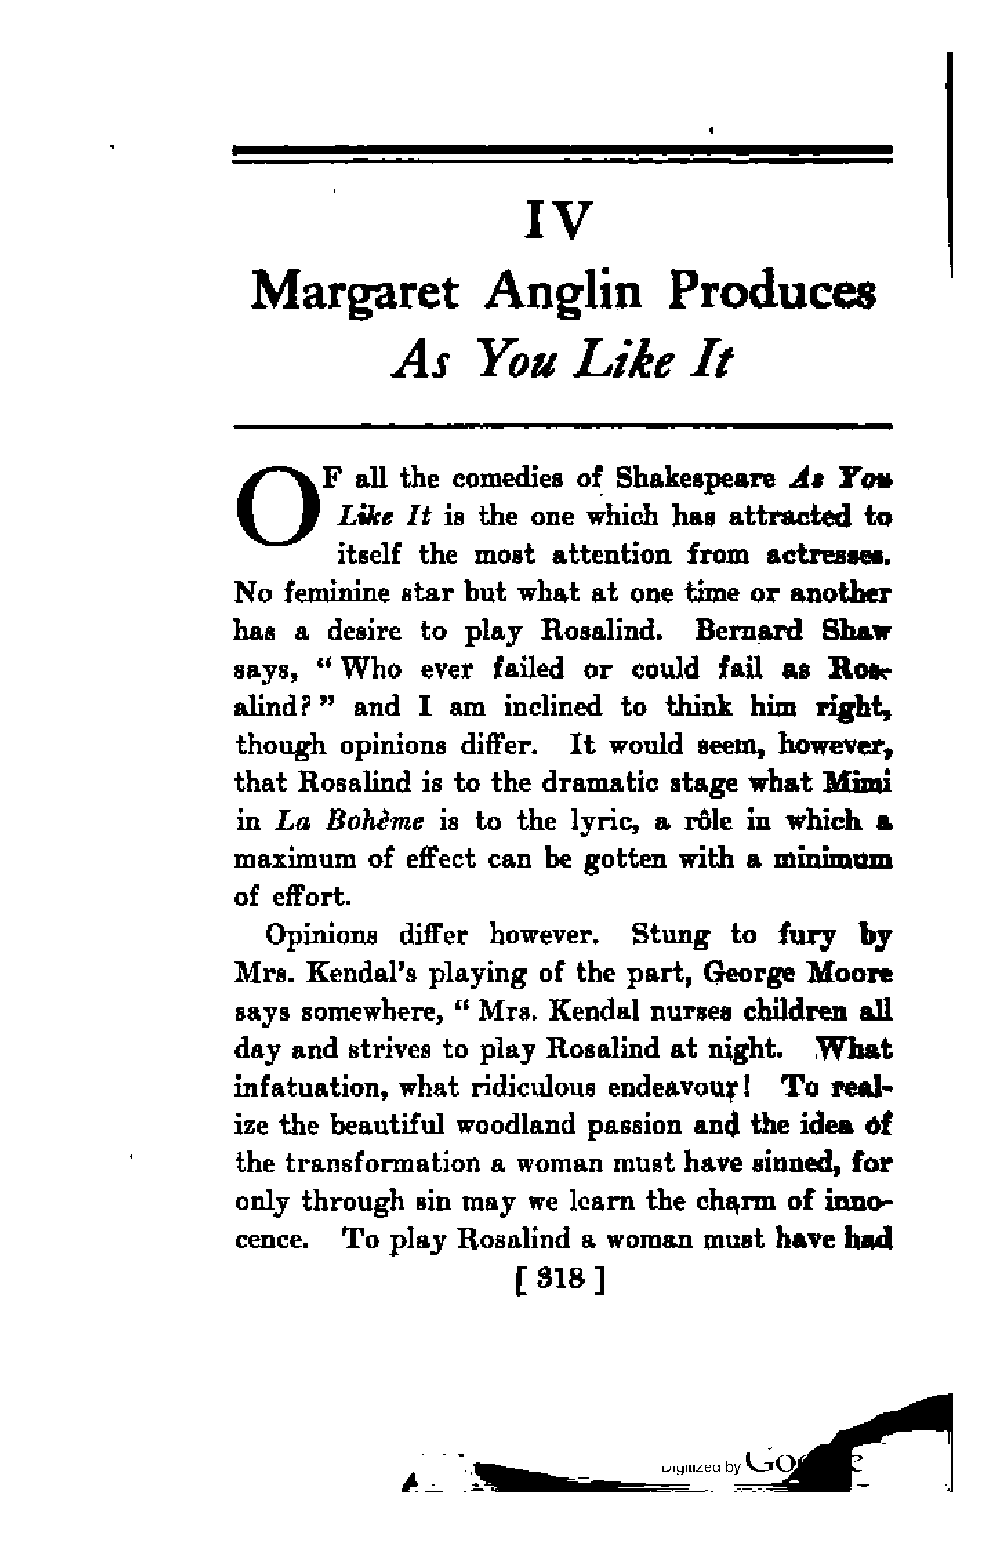 IV
Margaret Anglin Produces
As You Like It
OF all the comedies of Shakespeare As You
Like It is the one which has attracted to
itself the most attention from actresses.
No feminine star but what at one time or another
has a desire to play Rosalind. Bernard Shaw
says, “ Who ever failed or could fail as Ros-
alind? ” and I am inclined to think him right,
though opinions differ. It would seem, however,
that Rosalind is to the dramatic stage what Mimi
in La Bohème is to the lyric, a rôle in which a
maximum of effect can be gotten with a minimum
of effort.
Opinions differ however. Stung to fury by
Mrs. Kendal's playing of the part, George Moore
says somewhere, “ Mrs. Kendal nurses children all
day and strives to play Rosalind at night. What
infatuation, what ridiculous endeavour! To real-
ize the beautiful woodland passion and the idea of
the transformation a woman must have sinned, for
only through sin may we learn the charm of inno-
cence. To play Rosalind a woman must have had
[ 318 ]
Digitized by